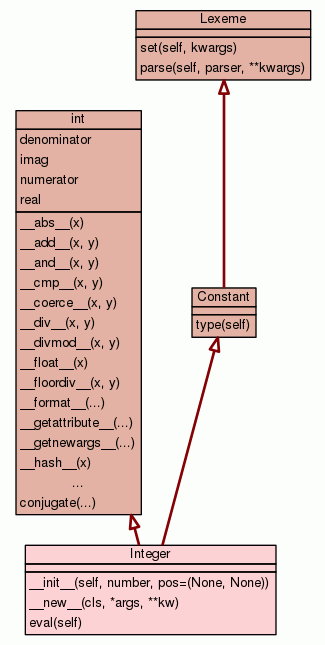 Lexeme
set(self, kwargs)
parse(self, parser, **kwargs)
int
denominator
imag
numerator
real
__abs__(x)
__add__(x, y)
__and__(x, y)
__cmp__(x, y)
__coerce__(x, y)
__div__(x, y)
__divmod__(x, y)
__float__(x)
__floordiv__(x, y)
__format__(...)
__getattribute__(...)
__getnewargs__(...)
__hash__(x)
...
conjugate(...)
Constant
type(self)
Integer
__init__(self, number, pos=(None, None))
__new__(cls, *args, **kw)
eval(self)